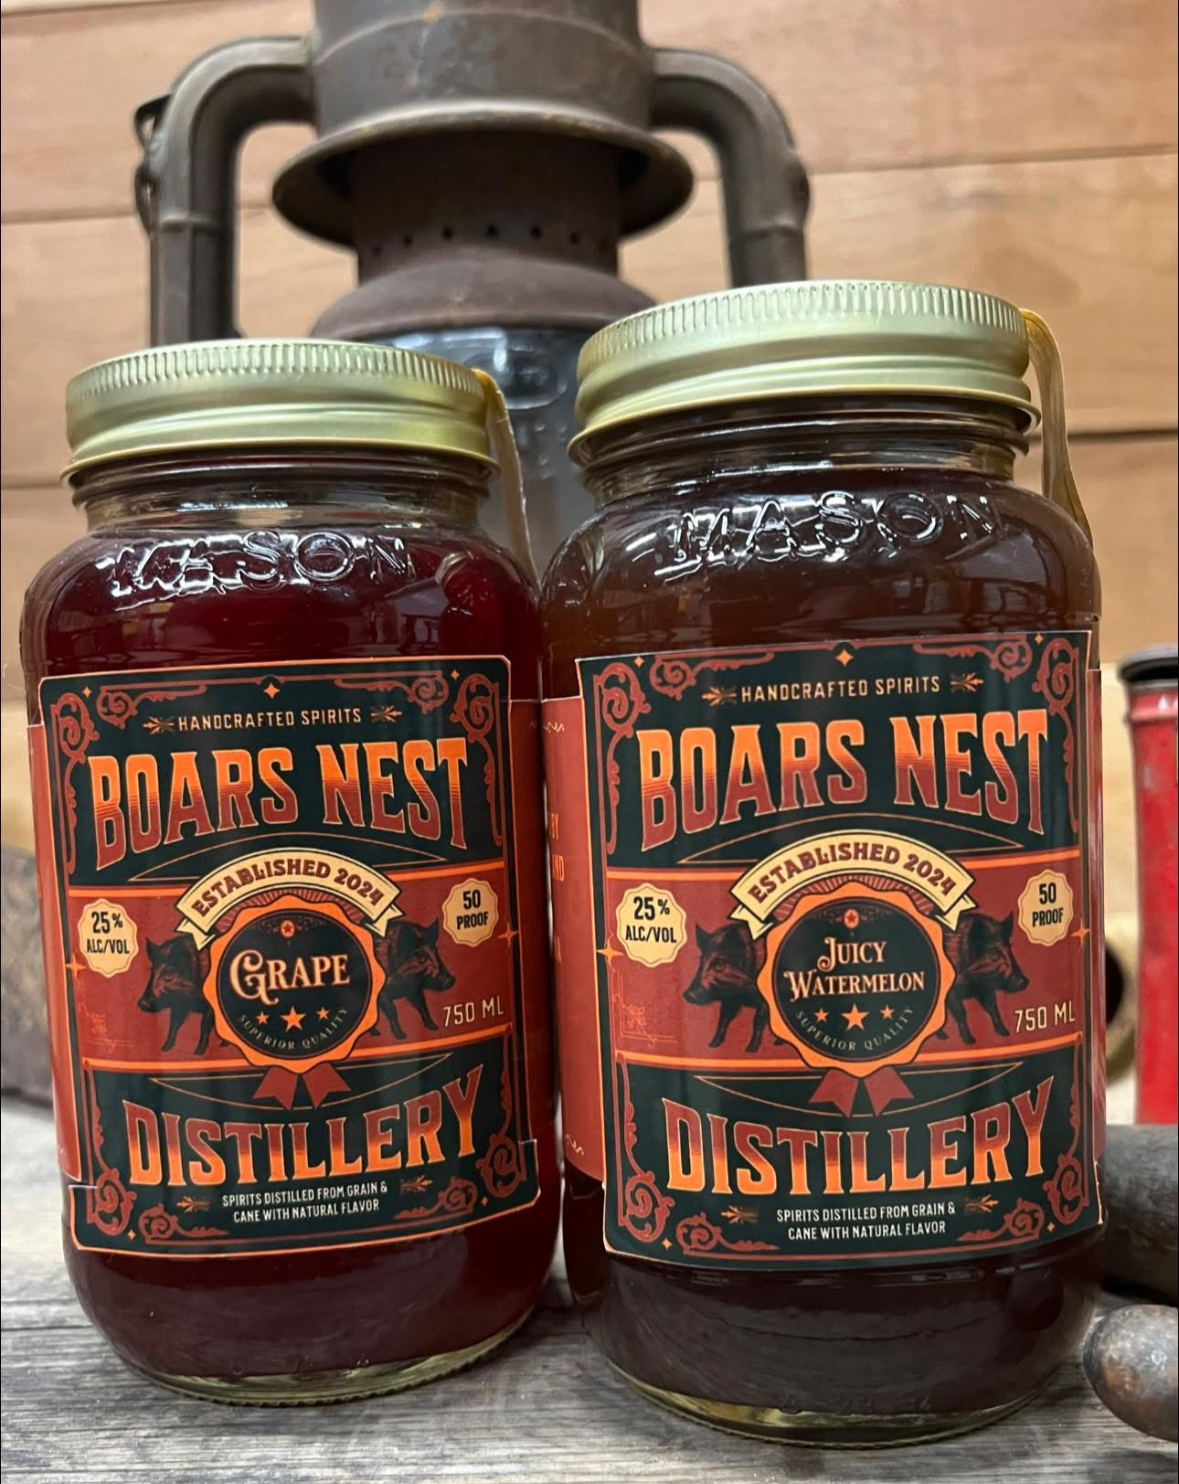 MASON
HANDCRAFTED SPIRITS
BOARS NEST
ESTABLISHED 2024
25%
ALC/VOL
50
PROOF
GRAPE
SUPERIOR QUALITY
750 ML
DISTILLERY
SPIRITS DISTILLED FROM GRAIN &
CANE WITH NATURAL FLAVOR
MASON
HANDCRAFTED SPIRITS
BOARS NEST
ESTABLISHED 2024
25%
ALC/VOL
50
PROOF
JUICY
WATERMELON
SUPERIOR QUALITY
750 ML
DISTILLERY
SPIRITS DISTILLED FROM GRAIN &
CANE WITH NATURAL FLAVOR